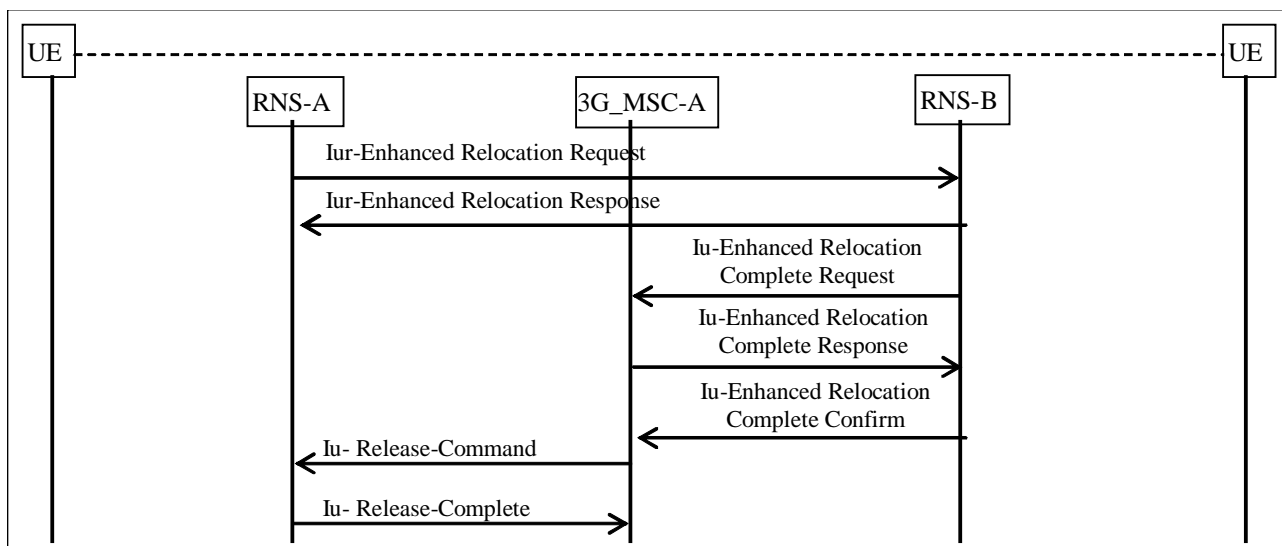 UE
UE
RNS-A
3G_MSC-A
RNS-B
Iur-Enhanced Relocation Request
Iur-Enhanced Relocation Response
Iu-Enhanced Relocation
Complete Request
Iu-Enhanced Relocation
Complete Response
Iu-Enhanced Relocation
Complete Confirm
Iu- Release-Command
Iu- Release-Complete